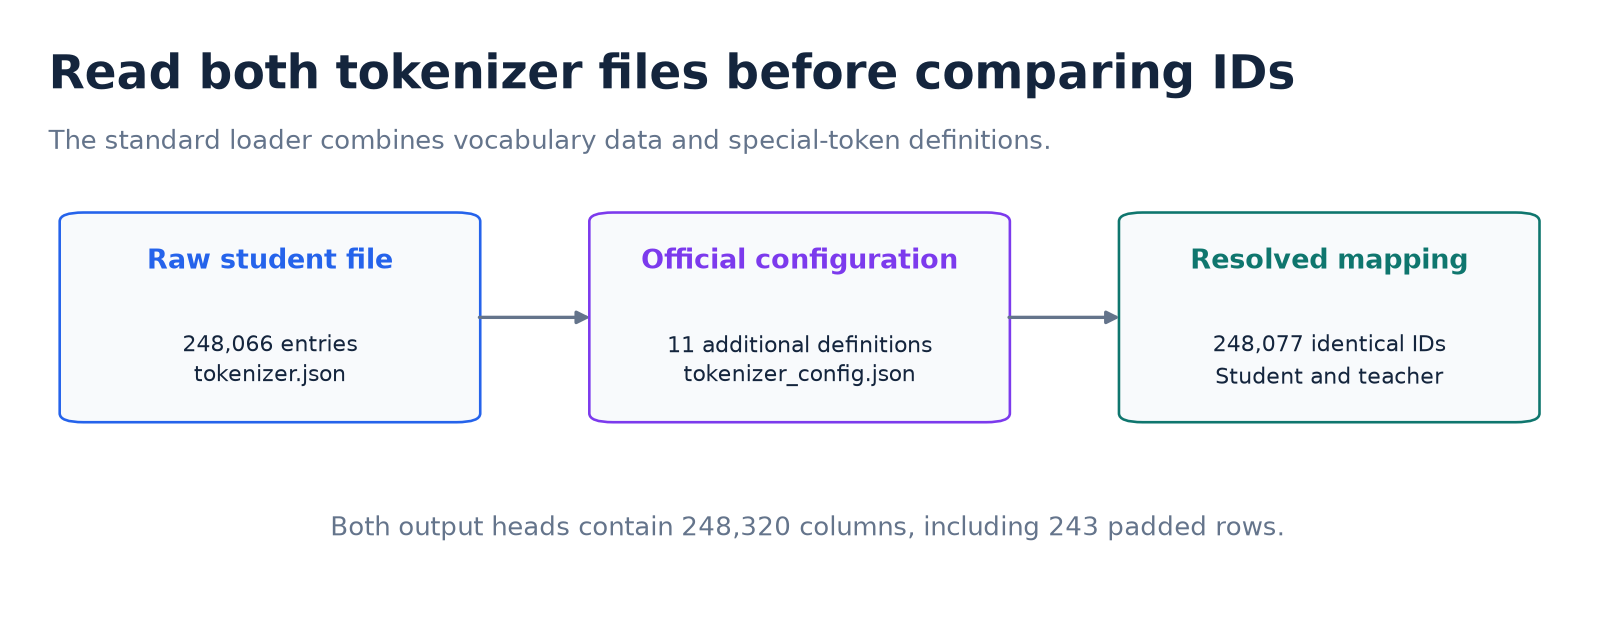 Read both tokenizer files before comparing IDs
The standard loader combines vocabulary data and special-token definitions.
Raw student file
248,066 entries
tokenizer.json
Official configuration
11 additional definitions
tokenizer_config.json
Resolved mapping
248,077 identical IDs
Student and teacher
Both output heads contain 248,320 columns, including 243 padded rows.